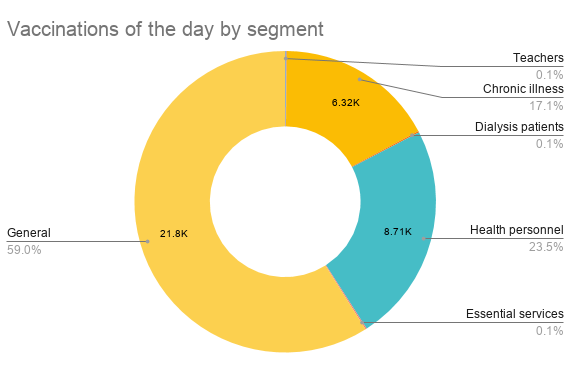 Vaccinations of the day by segment
Teachers
0.1%
Chronic illness
17.1%
6.32K
Dialysis patients
0.1%
Health personnel
23.5%
8.71K
General
59.0%
21.8K
Essential services
0.1%